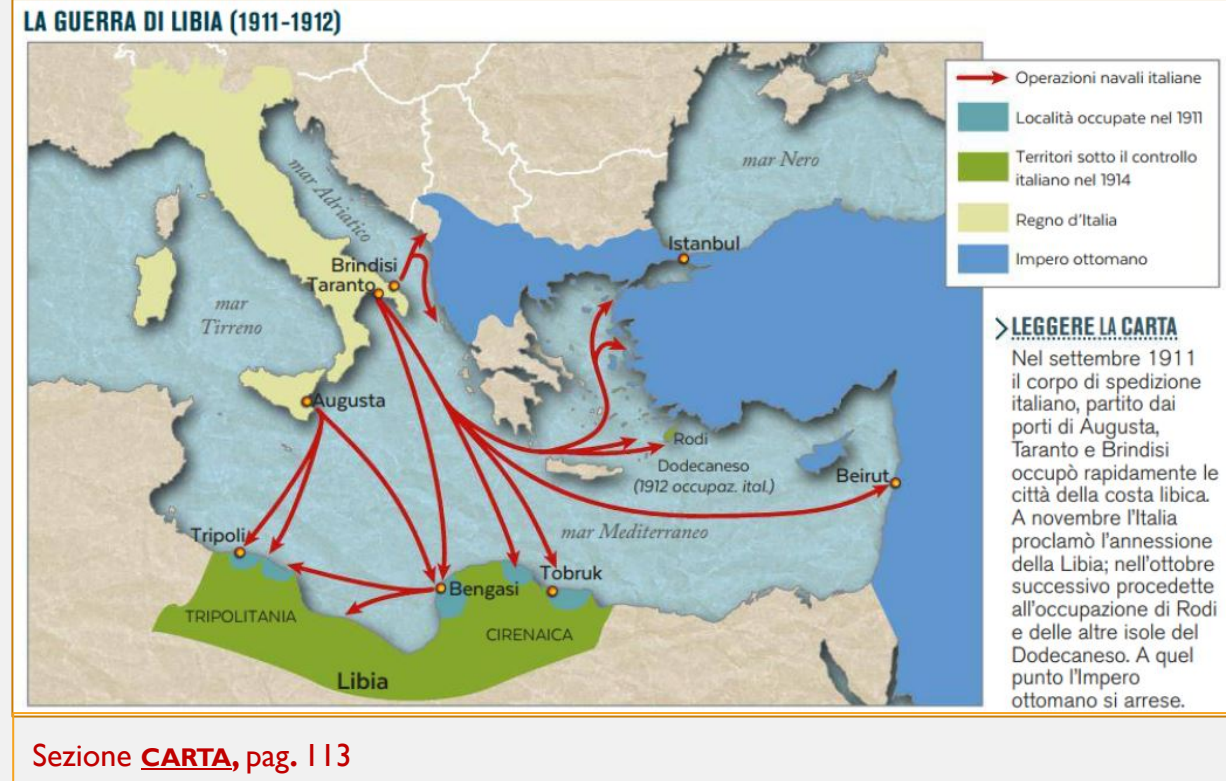 LA GUERRA DI LIBIA (1911-1912)
Operazioni navali italiane
Località occupate nel 1911
Territori sotto il controllo
italiano nel 1914
Regno d'Italia
Impero ottomano
mar Nero
mar Adriatico
Istanbul
Brindisi
Taranto
mar
Tirreno
Augusta
Rodi
Dodecaneso
(1912 occupaz. ital.)
Beirut
mar Mediterraneo
Tripoli
Bengasi
Tobruk
TRIPOLITANIA
CIRENAICA
Libia
LEGGERE LA CARTA
Nel settembre 1911
il corpo di spedizione
italiano, partito dai
porti di Augusta,
Taranto e Brindisi
occupò rapidamente le
città della costa libica.
A novembre l'Italia
proclamò l'annessione
della Libia; nell'ottobre
successivo procedette
all'occupazione di Rodi
e delle altre isole del
Dodecaneso. A quel
punto l'Impero
ottomano si arrese.
Sezione CARTA, pag. 113